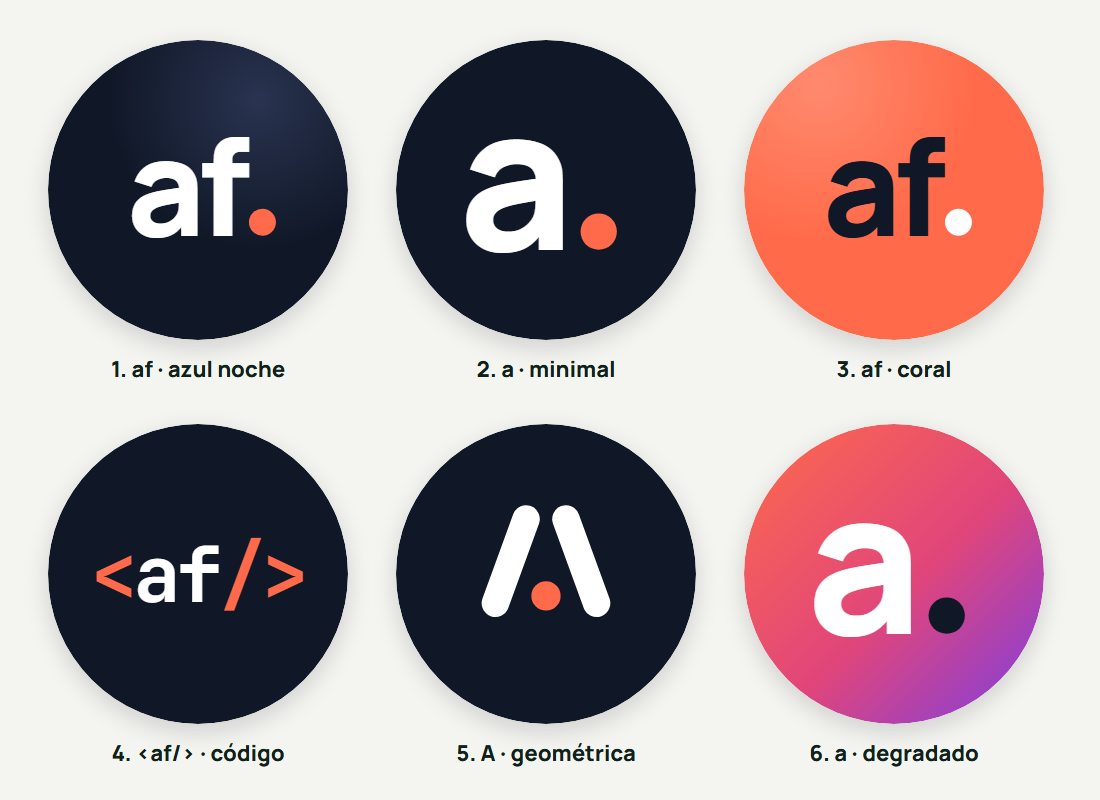 af.
a.
af.
1. af · azul noche
2. a · minimal
3. af · coral
<af/>
A
a.
4. <af/> · código
5. A · geométrica
6. a · degradado